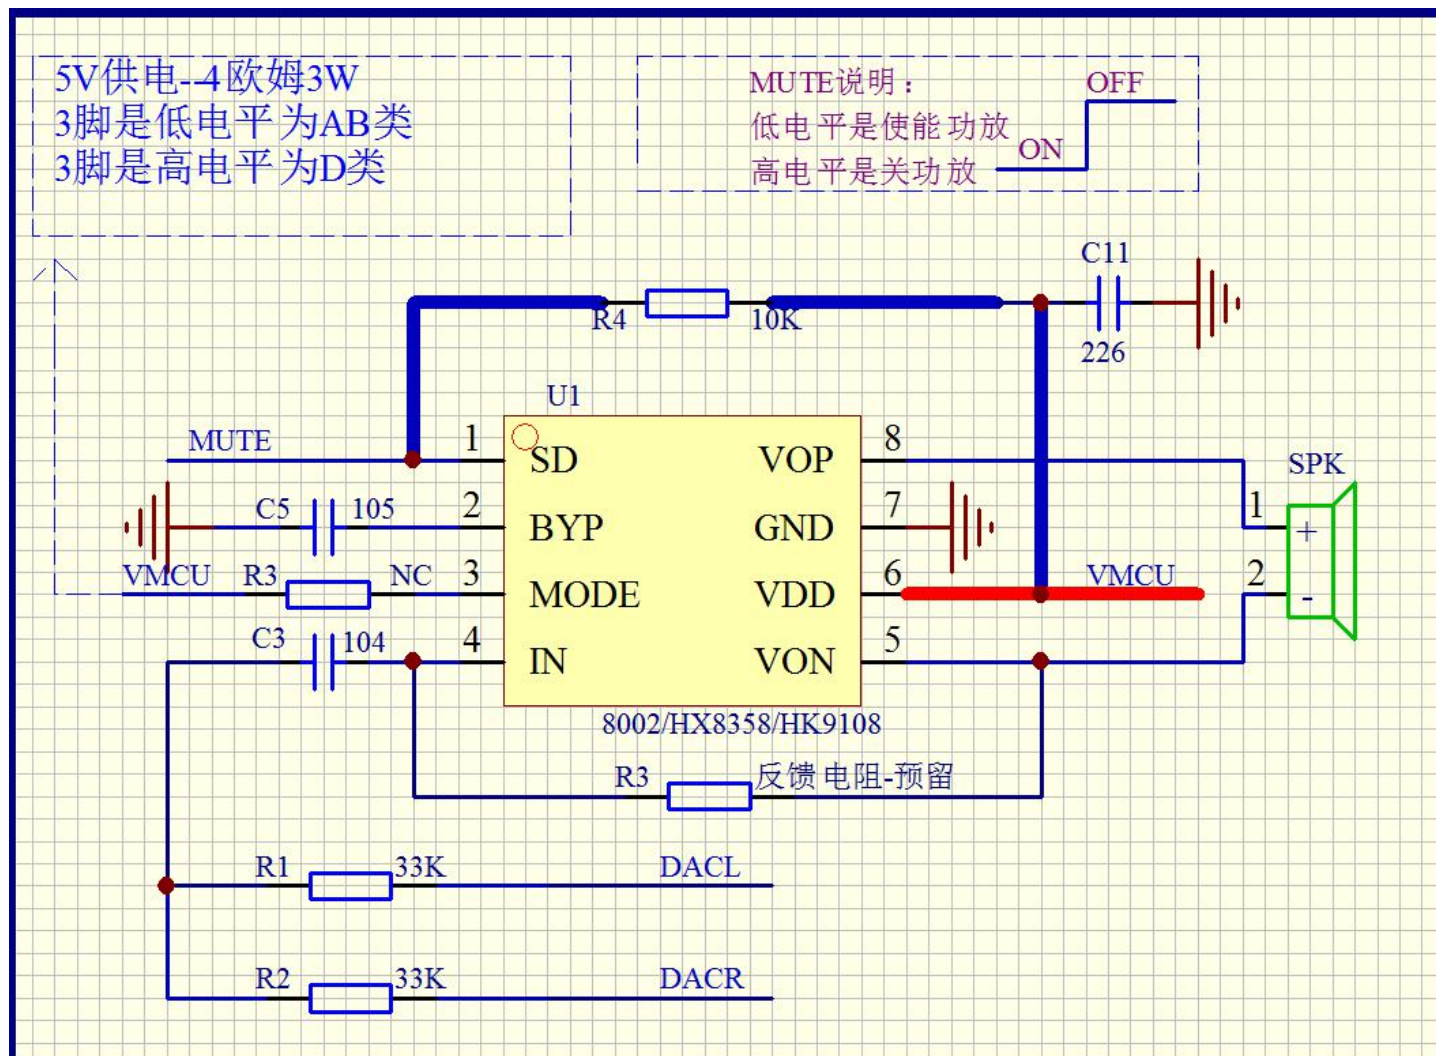 5V供电--4欧姆3W
3脚是低电平为AB类
3脚是高电平为D类
MUTE说明：
OFF
低电平是使能功放
ON
高电平是关功放
C11
226
R4
10K
U1
MUTE
1
SD
VOP
8
SPK
C5
105
2
BYP
GND
7
1
+
VMCU
R3
NC
3
MODE
VDD
6
VMCU
2
-
C3
104
4
IN
VON
5
8002/HX8358/HK9108
R3
反馈电阻-预留
R1
33K
DACL
R2
33K
DACR